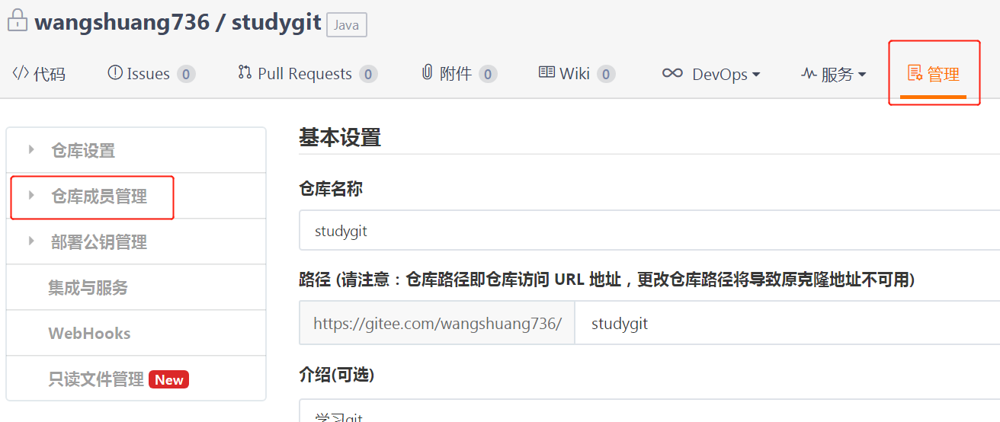 wangshuang736 / studygit Java
代码 Issues 0 Pull Requests 0 附件 0 Wiki 0 DevOps 服务 管理
仓库设置
仓库成员管理
部署公钥管理
集成与服务
WebHooks
只读文件管理 New
基本设置
仓库名称
studygit
路径 (请注意：仓库路径即仓库访问 URL 地址，更改仓库路径将导致原克隆地址不可用)
https://gitee.com/wangshuang736/ studygit
介绍(可选)
学习git